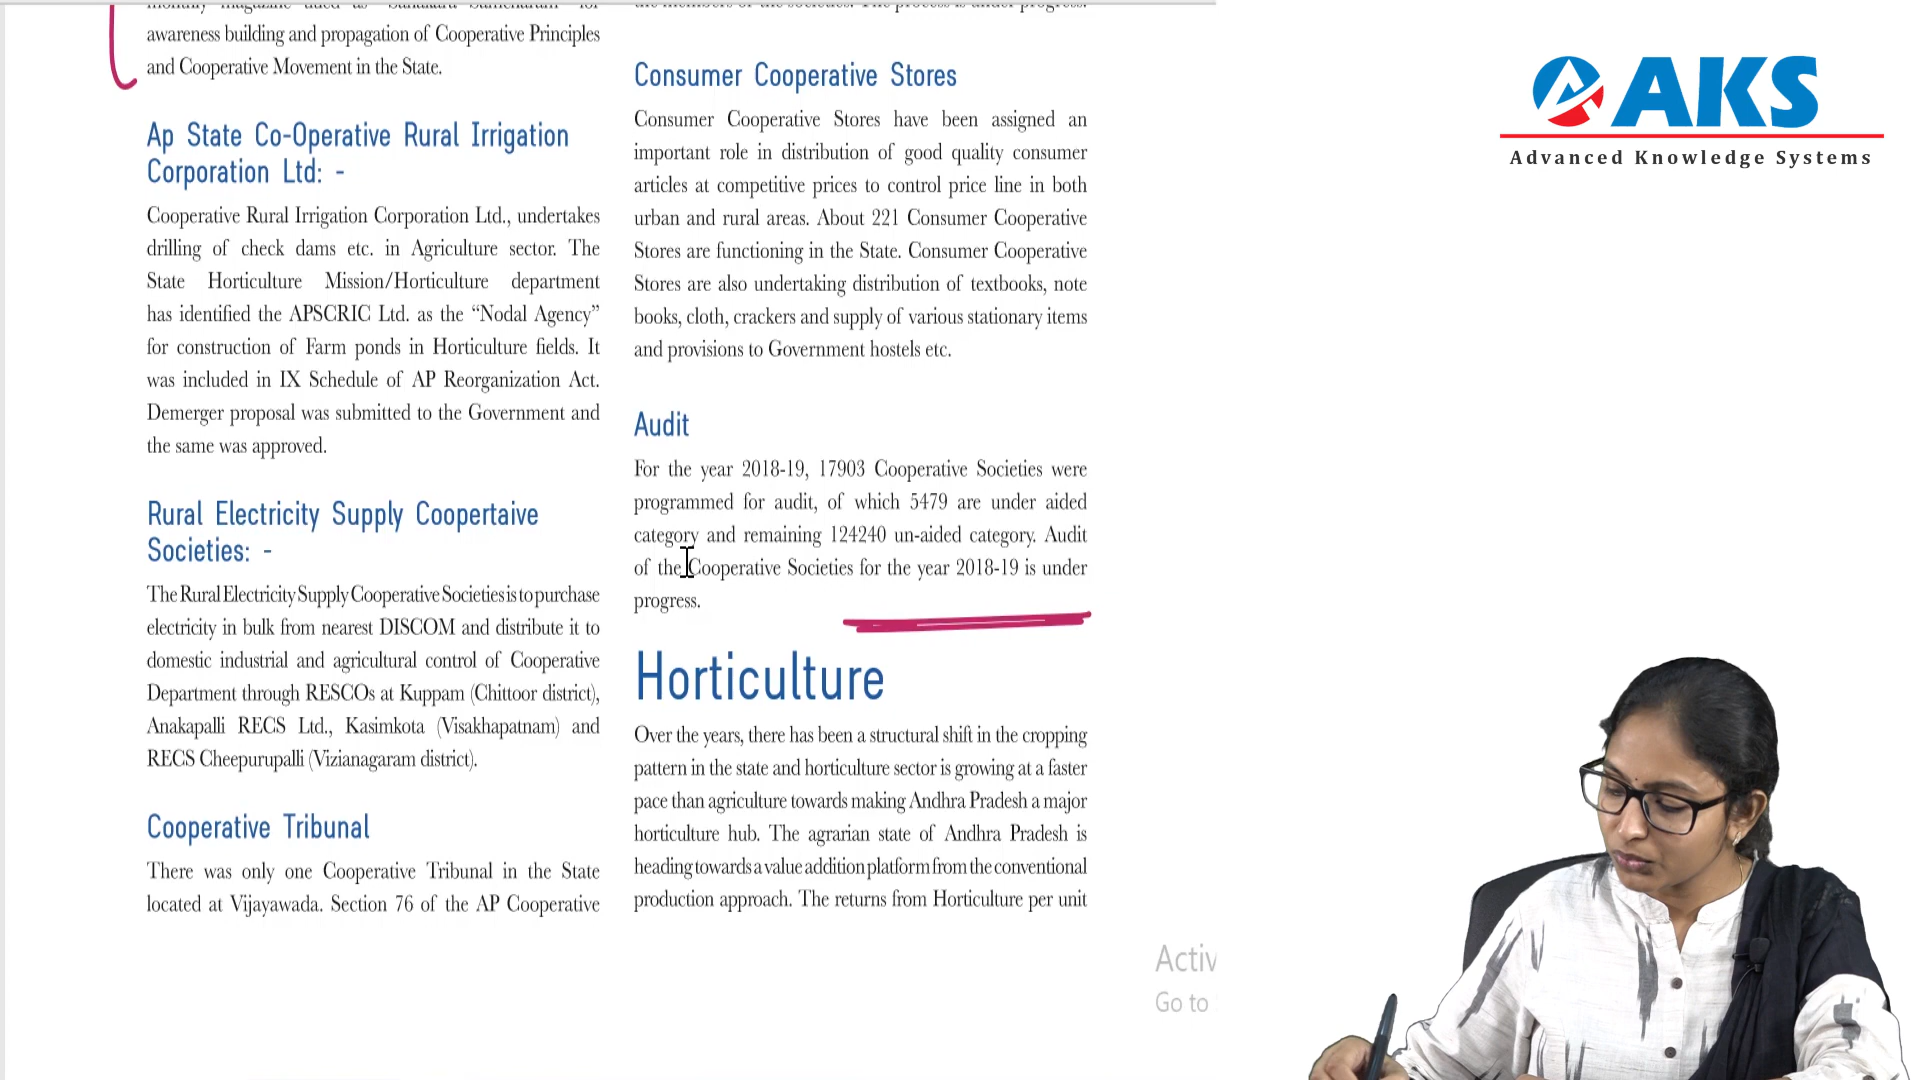 awareness building and propagation of Cooperative Principles
and Cooperative Movement in the State.
Ap State Co-Operative Rural Irrigation
Corporation Ltd: -
Cooperative Rural Irrigation Corporation Ltd., undertakes
drilling of check dams etc. in Agriculture sector. The
State Horticulture Mission/Horticulture department
has identified the APSCRIC Ltd. as the “Nodal Agency”
for construction of Farm ponds in Horticulture fields. It
was included in IX Schedule of AP Reorganization Act.
Demerger proposal was submitted to the Government and
the same was approved.
Rural Electricity Supply Coopertaive
Societies: -
The Rural Electricity Supply Cooperative Societies is to purchase
electricity in bulk from nearest DISCOM and distribute it to
domestic industrial and agricultural control of Cooperative
Department through RESCOs at Kuppam (Chittoor district),
Anakapalli RECS Ltd., Kasimkota (Visakhapatnam) and
RECS Cheepurupalli (Vizianagaram district).
Cooperative Tribunal
There was only one Cooperative Tribunal in the State
located at Vijayawada. Section 76 of the AP Cooperative
Consumer Cooperative Stores
Consumer Cooperative Stores have been assigned an
important role in distribution of good quality consumer
articles at competitive prices to control price line in both
urban and rural areas. About 221 Consumer Cooperative
Stores are functioning in the State. Consumer Cooperative
Stores are also undertaking distribution of textbooks, note
books, cloth, crackers and supply of various stationary items
and provisions to Government hostels etc.
Audit
For the year 2018-19, 17903 Cooperative Societies were
programmed for audit, of which 5479 are under aided
category and remaining 124240 un-aided category. Audit
of the Cooperative Societies for the year 2018-19 is under
progress.
Horticulture
Over the years, there has been a structural shift in the cropping
pattern in the state and horticulture sector is growing at a faster
pace than agriculture towards making Andhra Pradesh a major
horticulture hub. The agrarian state of Andhra Pradesh is
heading towards a value addition platform from the conventional
production approach. The returns from Horticulture per unit
AKS
Advanced Knowledge Systems
Activ
Go to